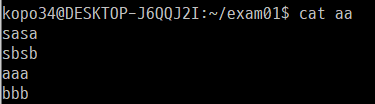 kopo34@DESKTOP-J6QQJ2I:~/exam01$ cat aa
sasa
sbsb
aaa
bbb